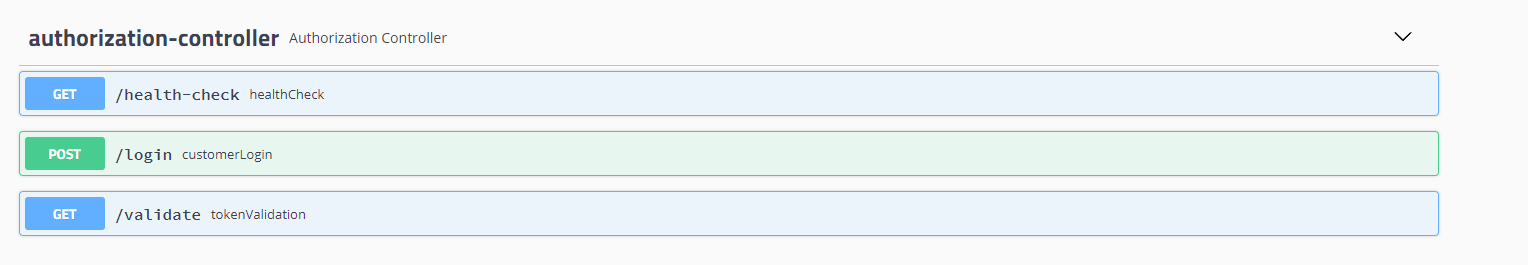 authorization-controller Authorization Controller
GET /health-check healthCheck
POST /login customerLogin
GET /validate tokenValidation